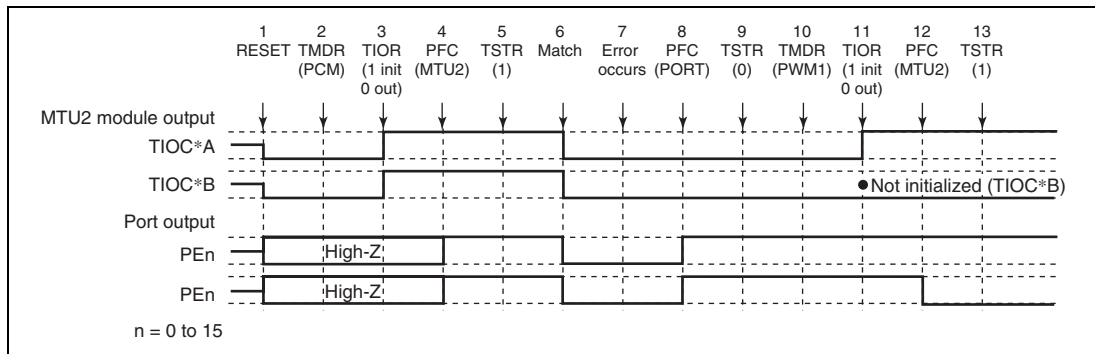 1 2 3 4 5 6 7 8 9 10 11 12 13
RESET TMDR TIOR PFC TSTR Match Error PFC TSTR TMDR TIOR PFC TSTR
(PCM) (1 init (MTU2) (1) occurs (PORT) (0) (PWM1) (1 init (MTU2) (1)
0 out) 0 out)
MTU2 module output
TIOC*A
TIOC*B
Not initialized (TIOC*B)
Port output
PEn
High-Z
PEn
High-Z
n = 0 to 15